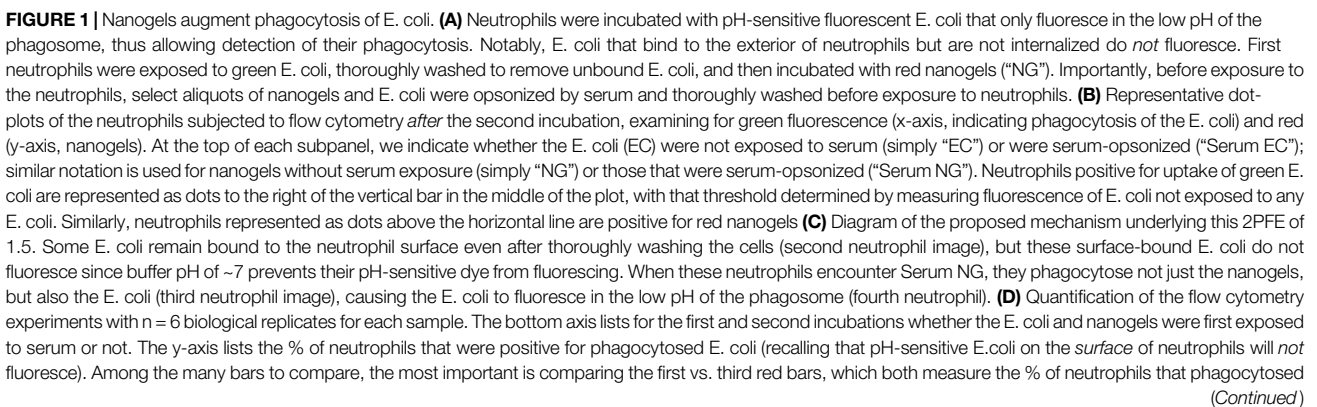 FIGURE 1 | Nanogels augment phagocytosis of E. coli. (A) Neutrophils were incubated with pH-sensitive fluorescent E. coli that only fluoresce in the low pH of the
phagosome, thus allowing detection of their phagocytosis. Notably, E. coli that bind to the exterior of neutrophils but are not internalized do not fluoresce. First
neutrophils were exposed to green E. coli, thoroughly washed to remove unbound E. coli, and then incubated with red nanogels (“NG”). Importantly, before exposure to
the neutrophils, select aliquots of nanogels and E. coli were opsonized by serum and thoroughly washed before exposure to neutrophils. (B) Representative dot-
plots of the neutrophils subjected to flow cytometry after the second incubation, examining for green fluorescence (x-axis, indicating phagocytosis of the E. coli) and red
(y-axis, nanogels). At the top of each subpanel, we indicate whether the E. coli (EC) were not exposed to serum (simply “EC”) or were serum-opsonized (“Serum EC”);
similar notation is used for nanogels without serum exposure (simply “NG”) or those that were serum-opsonized (“Serum NG”). Neutrophils positive for uptake of green E.
coli are represented as dots to the right of the vertical bar in the middle of the plot, with that threshold determined by measuring fluorescence of E. coli not exposed to any
E. coli. Similarly, neutrophils represented as dots above the horizontal line are positive for red nanogels (C) Diagram of the proposed mechanism underlying this 2PFE of
1.5. Some E. coli remain bound to the neutrophil surface even after thoroughly washing the cells (second neutrophil image), but these surface-bound E. coli do not
fluoresce since buffer pH of ~7 prevents their pH-sensitive dye from fluorescing. When these neutrophils encounter Serum NG, they phagocytose not just the nanogels,
but also the E. coli (third neutrophil image), causing the E. coli to fluoresce in the low pH of the phagosome (fourth neutrophil). (D) Quantification of the flow cytometry
experiments with n = 6 biological replicates for each sample. The bottom axis lists for the first and second incubations whether the E. coli and nanogels were first exposed
to serum or not. The y-axis lists the % of neutrophils that were positive for phagocytosed E. coli (recalling that pH-sensitive E.coli on the surface of neutrophils will not
fluoresce). Among the many bars to compare, the most important is comparing the first vs. third red bars, which both measure the % of neutrophils that phagocytosed
(Continued)